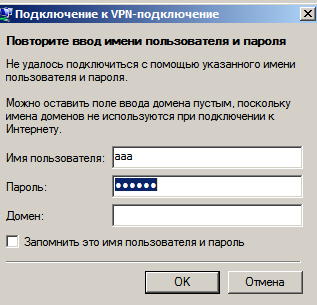 Подключение к VPN-подключение
Повторите ввод имени пользователя и пароля
Не удалось подключиться с помощью указанного имени
пользователя и пароля.
Можно оставить поле ввода домена пустым, поскольку
имена доменов не используются при подключении к
Интернету.
Имя пользователя: aaa
Пароль: ●●●●●●
Домен:
Запомнить это имя пользователя и пароль
OK Отмена